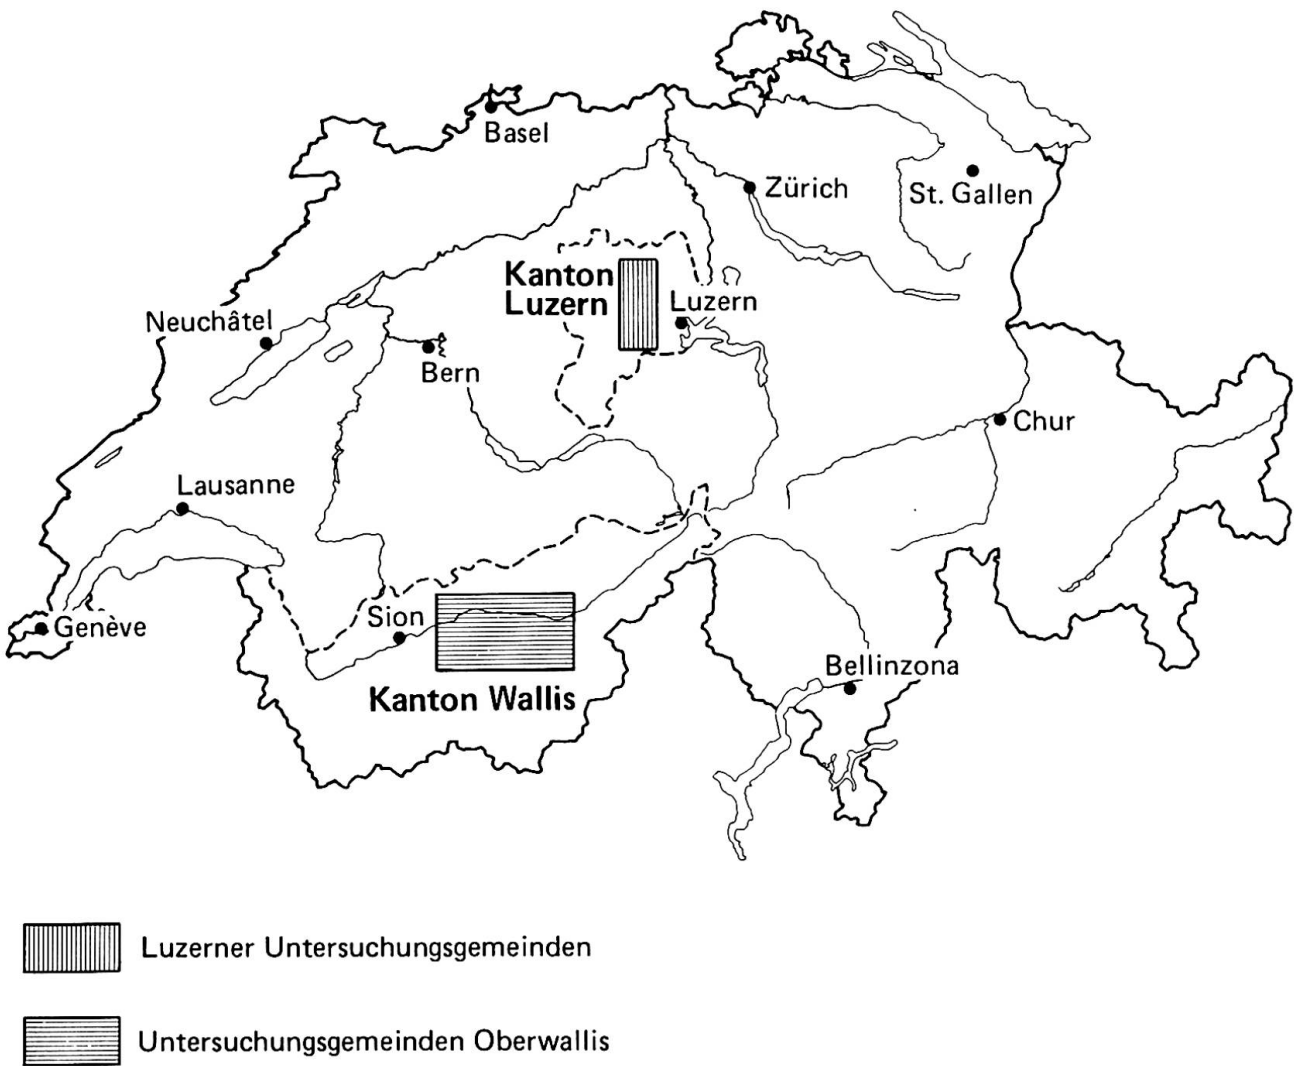 Basel
Zürich
St. Gallen
Kanton
Luzern
Luzern
Neuchâtel
Bern
Chur
Lausanne
Sion
Genève
Bellinzona
Kanton Wallis
Luzerner Untersuchungsgemeinden
Untersuchungsgemeinden Oberwallis